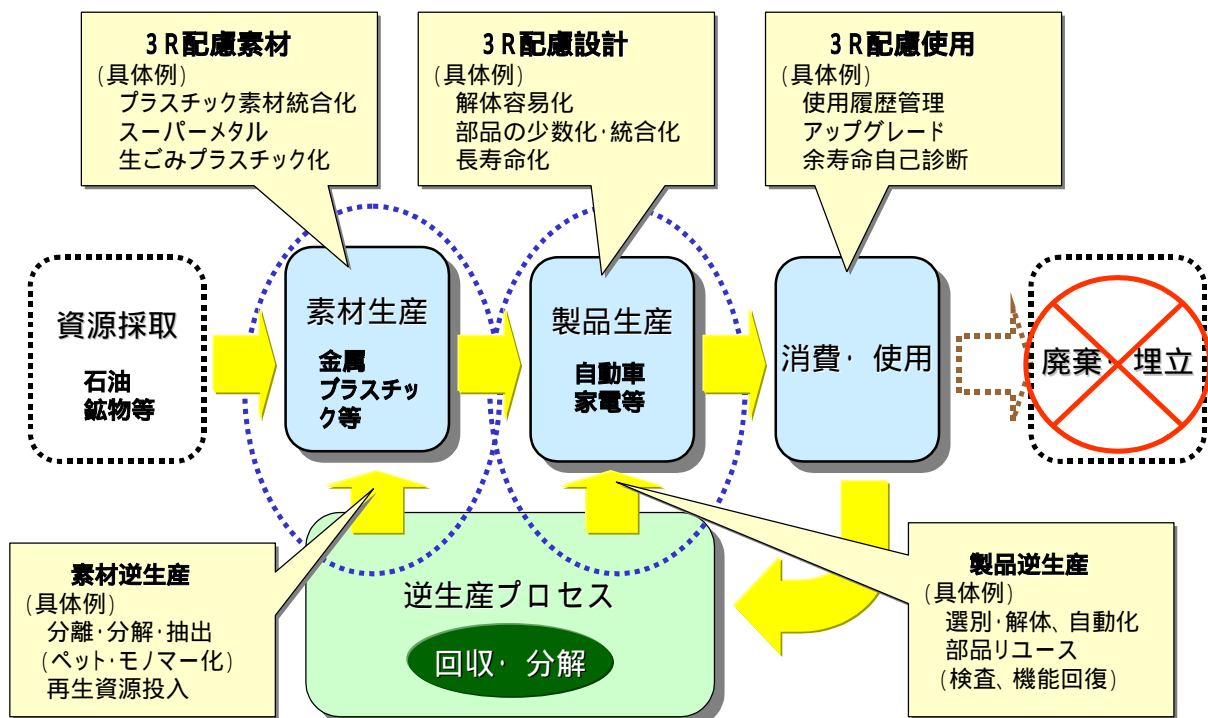 3R配慮素材
(具体例)
プラスチック素材統合化
スーパーメタル
生ごみプラスチック化
3R配慮設計
(具体例)
解体容易化
部品の少数化・統合化
長寿命化
3R配慮使用
(具体例)
使用履歴管理
アップグレード
余寿命自己診断
資源採取
石油
鉱物等
素材生産
金属
プラスチッ
ク等
製品生産
自動車
家電等
消費・使用
廃棄・埋立
素材逆生産
(具体例)
分離・分解・抽出
(ペット・モノマー化)
再生資源投入
逆生産プロセス
回収・分解
製品逆生産
(具体例)
選別・解体、自動化
部品リユース
(検査、機能回復)